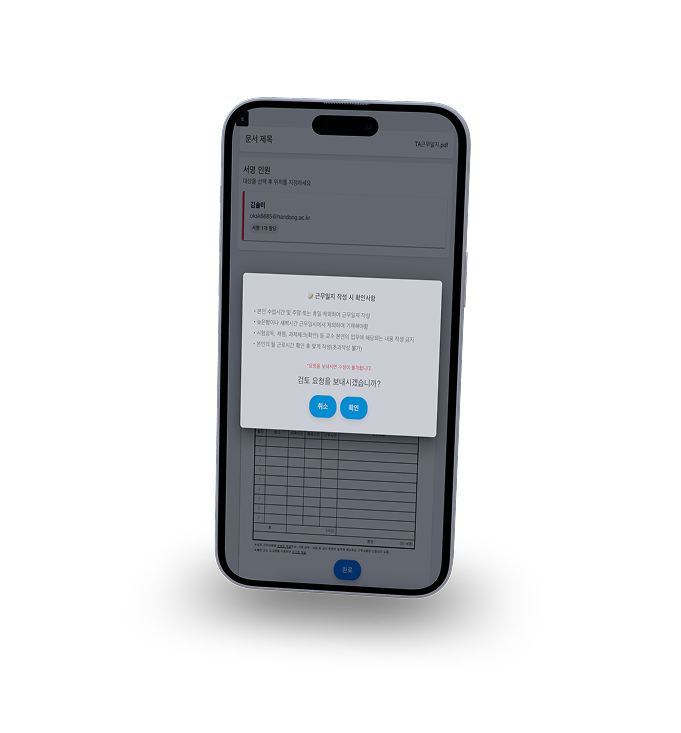 문서 제목
TA근무일지.pdf
서명 인원
대상을 선택 후 위치를 지정하세요
김솔미
서명 1개 할당
📝 근무일지 작성 시 확인사항
• 본인 수업시간 및 주말 또는 휴일 제외하여 근무일지 작성
• 늦은밤이나 새벽시간 근무일지에서 제외하여 기재해야함
• 시험감독, 채점, 과제체크(확인) 등 교수 본연의 업무에 해당되는 내용 작성 금지
• 본인의 월 근로시간 확인 후 맞게 작성(초과작성 불가)
*요청을 보내시면 수정이 불가합니다.
검토 요청을 보내시겠습니까?
취소
확인
완료